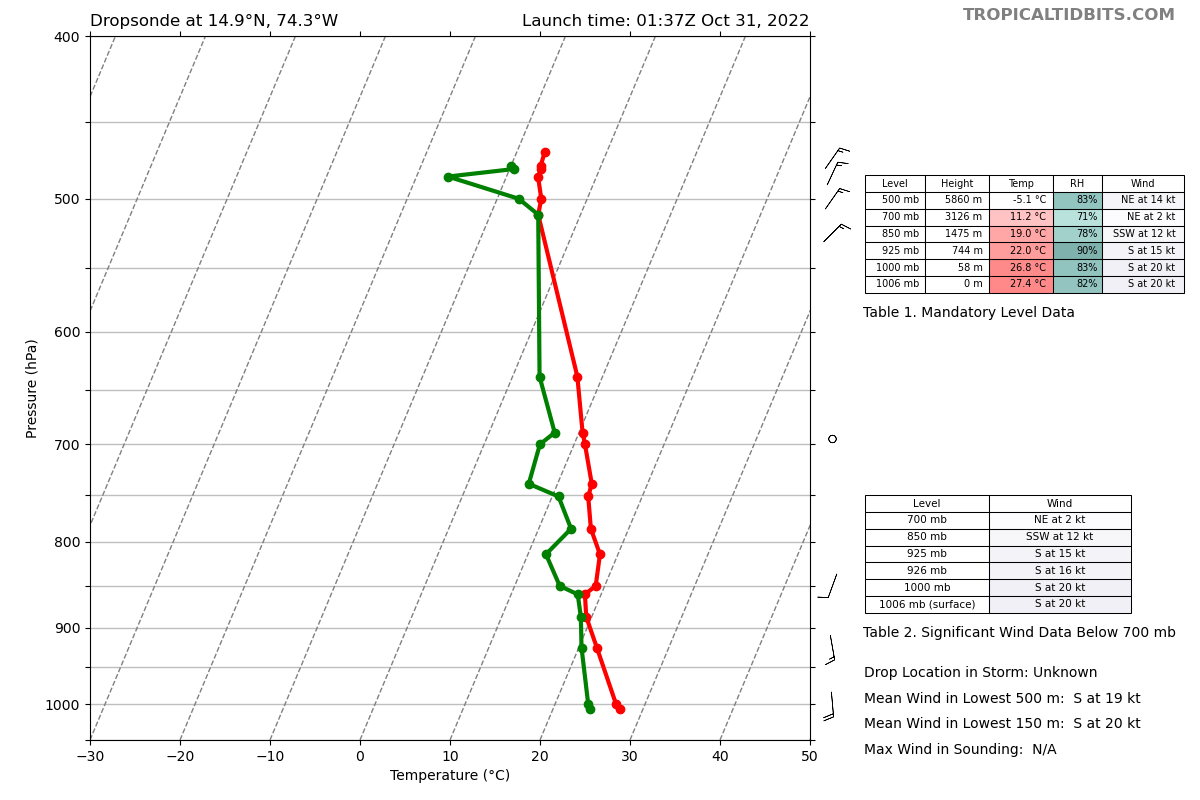 Dropsonde at 14.9°N, 74.3°W
Launch time: 01:37Z Oct 31, 2022
TROPICALTIDBITS.COM
400
500
600
700
800
900
1000
Pressure (hPa)
−30 −20 −10 0 10 20 30 40 50
Temperature (°C)
Level Height Temp RH Wind
500 mb 5860 m -5.1 °C 83% NE at 14 kt
700 mb 3126 m 11.2 °C 71% NE at 2 kt
850 mb 1475 m 19.0 °C 78% SSW at 12 kt
925 mb 744 m 22.0 °C 90% S at 15 kt
1000 mb 58 m 26.8 °C 83% S at 20 kt
1006 mb 0 m 27.4 °C 82% S at 20 kt
Table 1. Mandatory Level Data
Level Wind
700 mb NE at 2 kt
850 mb SSW at 12 kt
925 mb S at 15 kt
926 mb S at 16 kt
1000 mb S at 20 kt
1006 mb (surface) S at 20 kt
Table 2. Significant Wind Data Below 700 mb
Drop Location in Storm: Unknown
Mean Wind in Lowest 500 m: S at 19 kt
Mean Wind in Lowest 150 m: S at 20 kt
Max Wind in Sounding: N/A